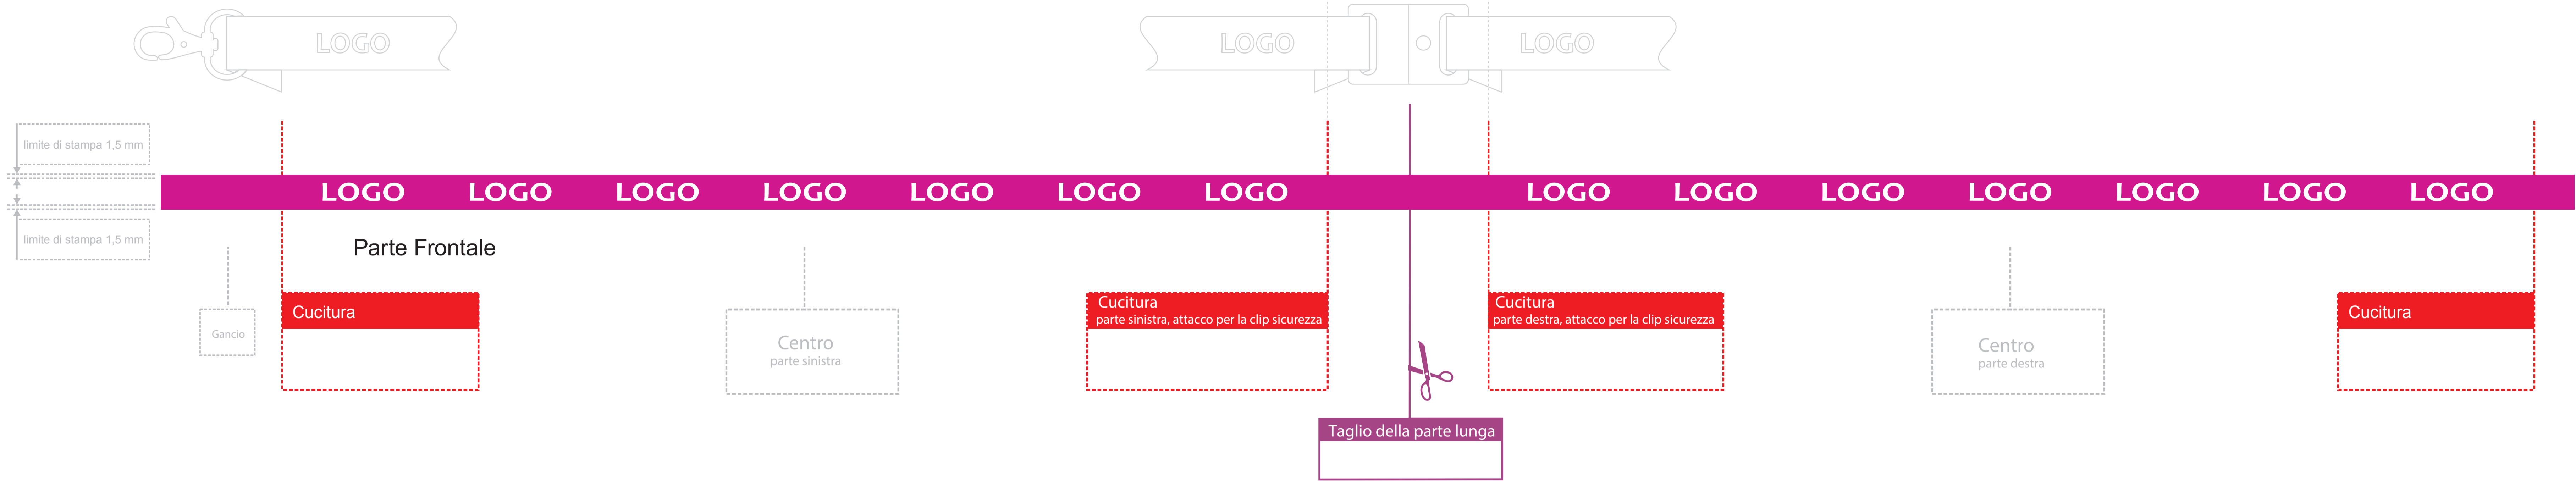 LOGO
LOGO LOGO
limite di stampa 1,5 mm
LOGO LOGO LOGO LOGO LOGO LOGO LOGO LOGO LOGO LOGO LOGO LOGO LOGO LOGO
limite di stampa 1,5 mm
Parte Frontale
Gancio
Cucitura
Centro
parte sinistra
Cucitura
parte sinistra, attacco per la clip sicurezza
Cucitura
parte destra, attacco per la clip sicurezza
Centro
parte destra
Cucitura
Taglio della parte lunga